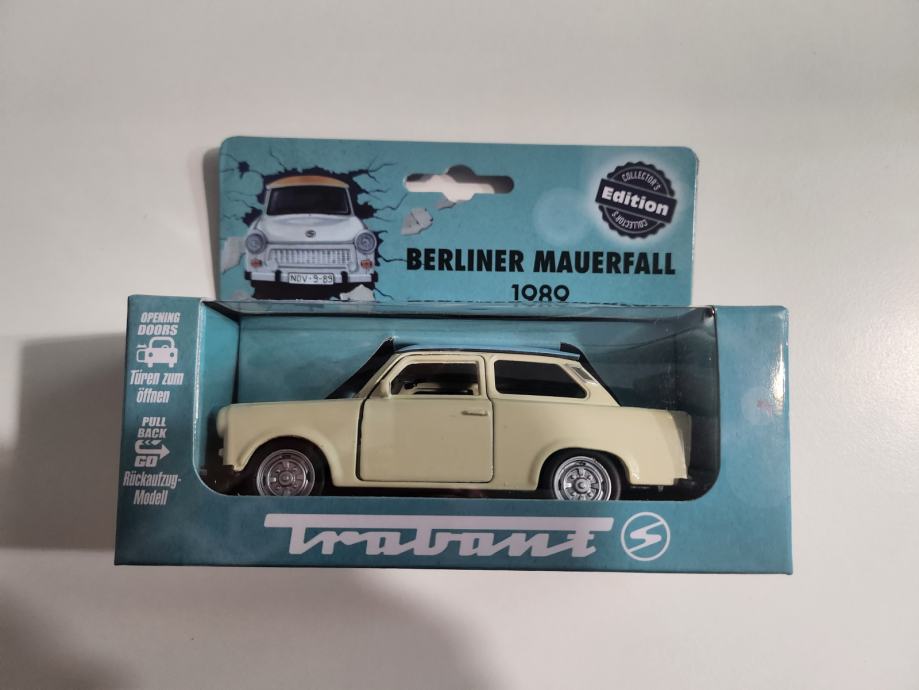 COLLECTOR'S
Edition
COLLECTOR'S
NOV-9-89
BERLINER MAUERFALL
1989
OPENING
DOORS
Türen zum
öffnen
PULL
BACK
GO
Rückaufzug-
Modell
Trabant
S